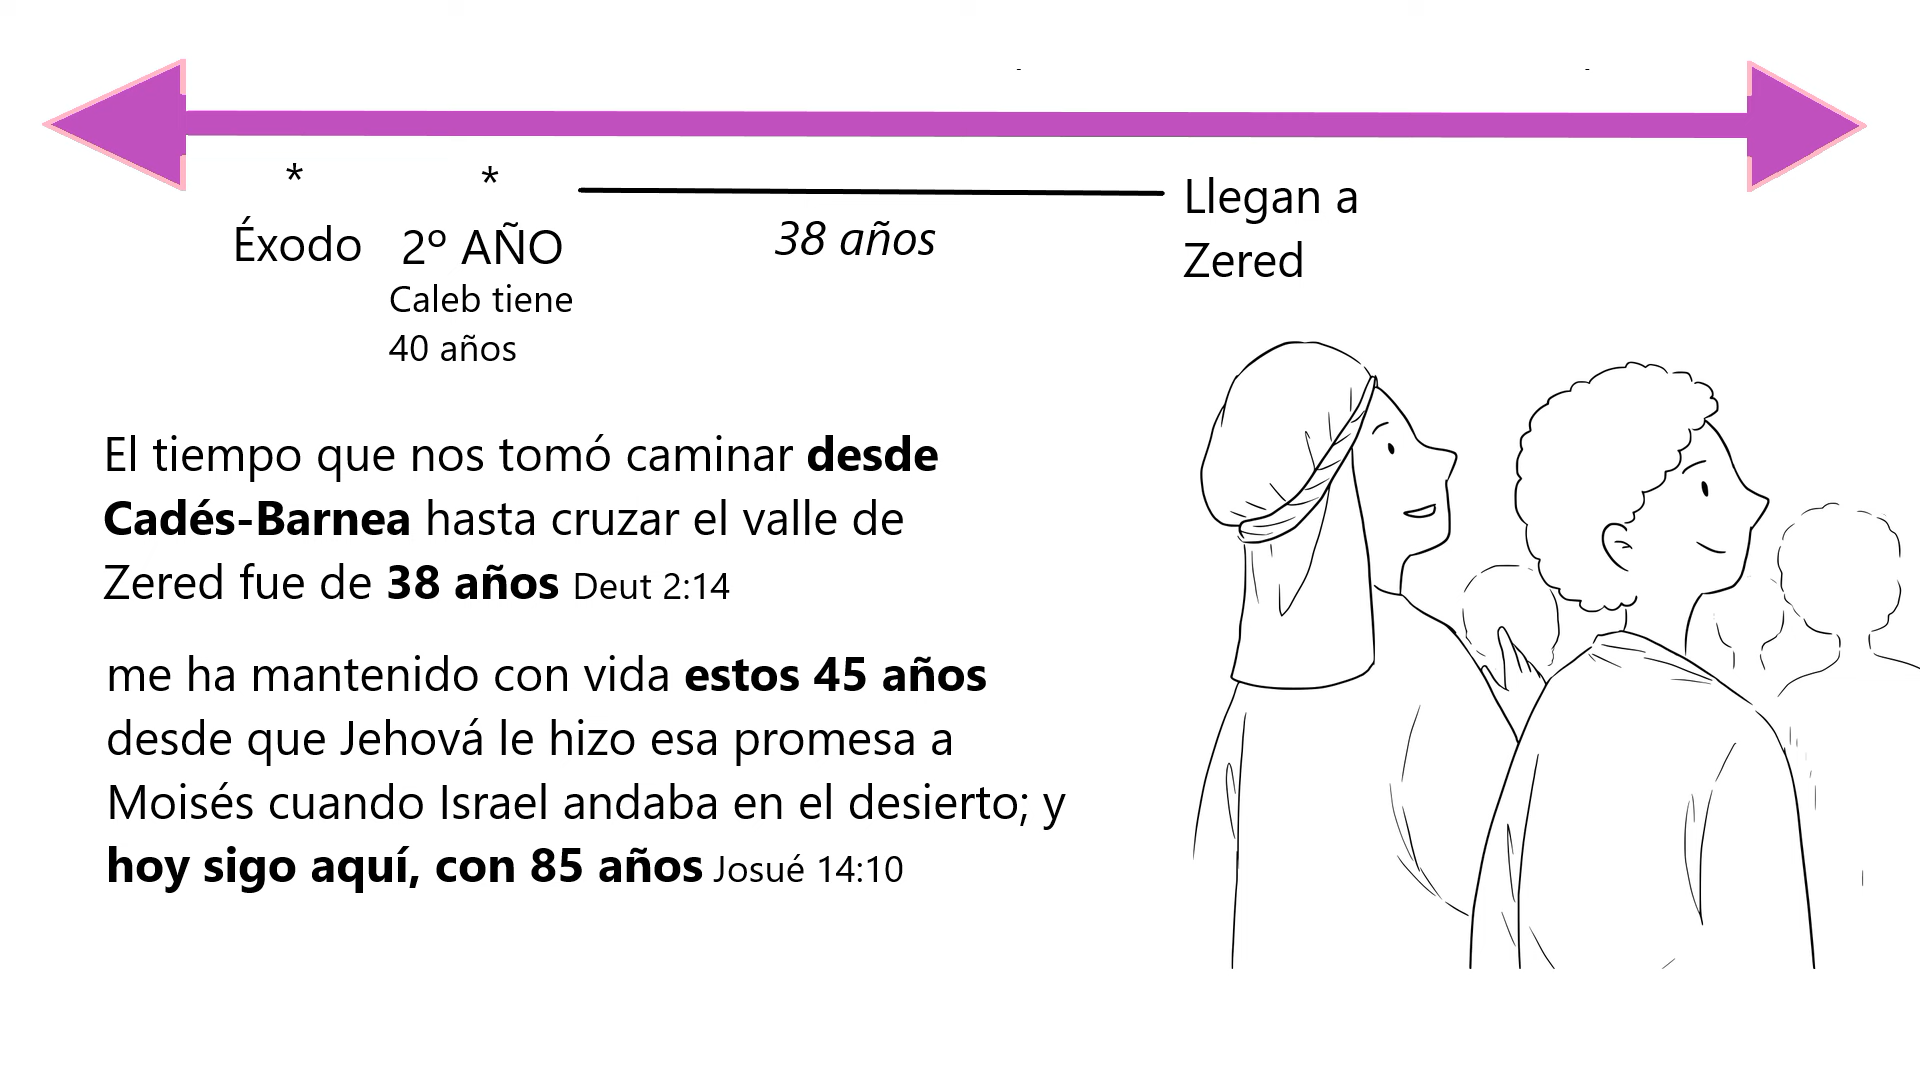 * *
Éxodo 2º AÑO 38 años Llegan a
Zered
Caleb tiene
40 años
El tiempo que nos tomó caminar desde
Cadés-Barnea hasta cruzar el valle de
Zered fue de 38 años Deut 2:14
me ha mantenido con vida estos 45 años
desde que Jehová le hizo esa promesa a
Moisés cuando Israel andaba en el desierto; y
hoy sigo aquí, con 85 años Josué 14:10